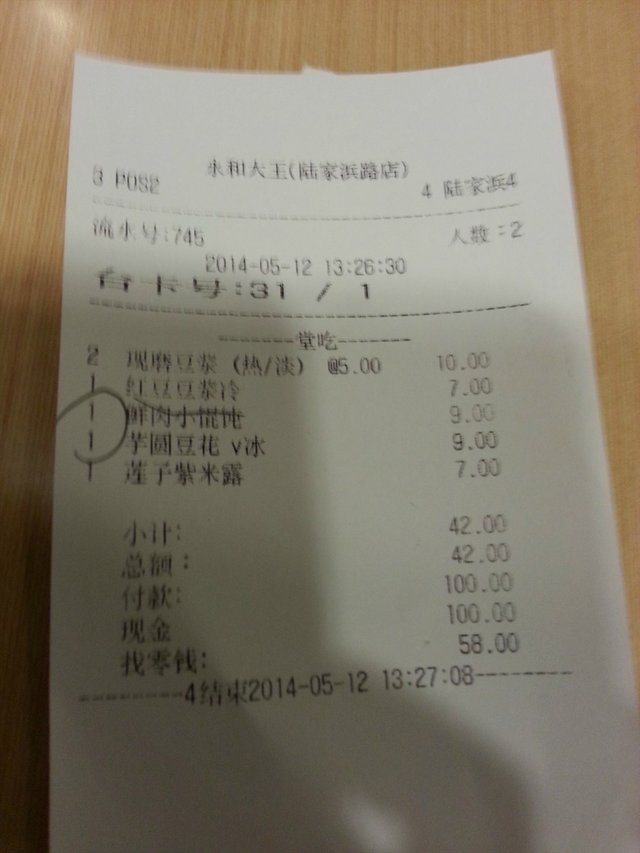 永和大王(陆家浜路店)
3 POS2 4 陆家浜4
流水号:745 人数:2
2014-05-12 13:26:30
台卡号:31 / 1
-------堂吃-------
2 现磨豆浆 (热/淡) @5.00 10.00
1 红豆豆浆冷 7.00
1 鲜肉小馄饨 9.00
1 芋圆豆花 v冰 9.00
1 莲子紫米露 7.00
小计: 42.00
总额: 42.00
付款: 100.00
现金 100.00
找零钱: 58.00
---------4结束2014-05-12 13:27:08--------